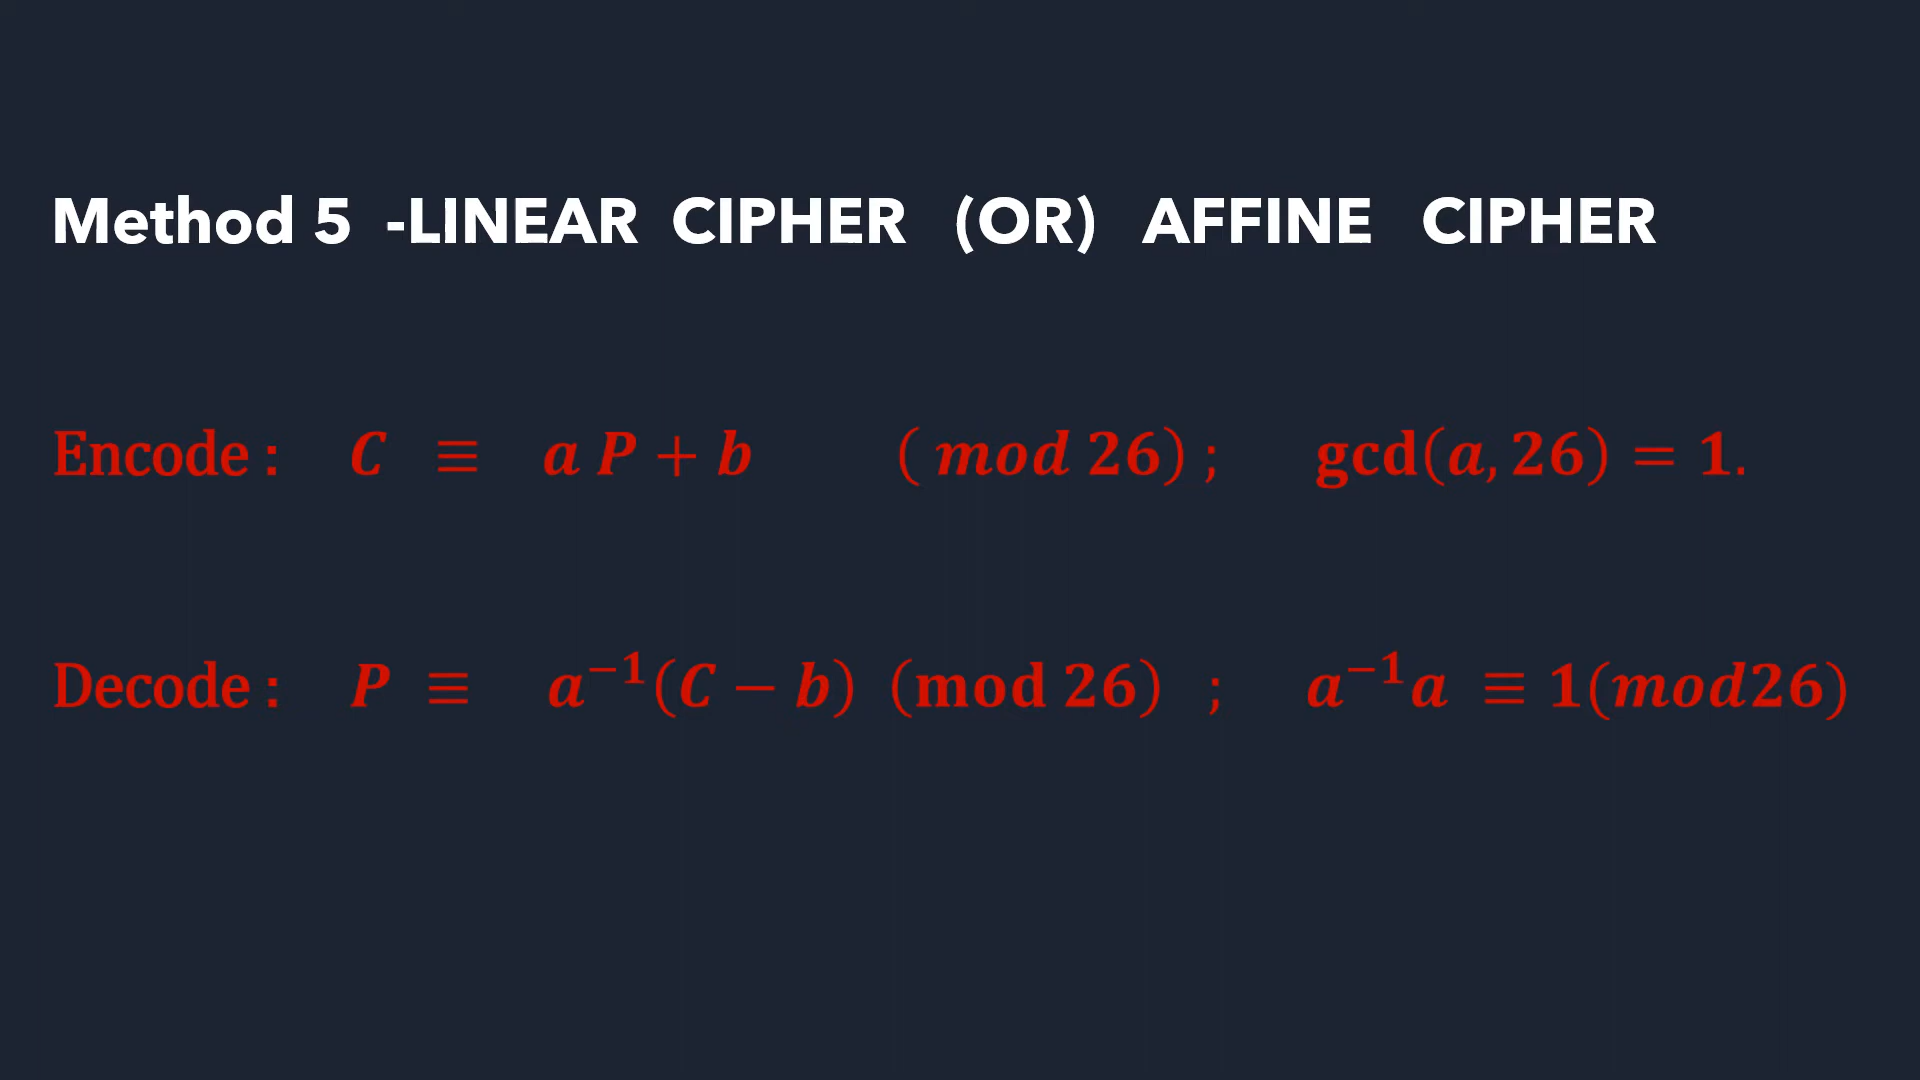 Method 5 -LINEAR CIPHER (OR) AFFINE CIPHER
Encode : C ≡ a P + b ( mod 26) ; gcd(a, 26) = 1.
Decode : P ≡ a⁻¹(C − b) (mod 26) ; a⁻¹a ≡ 1(mod26)